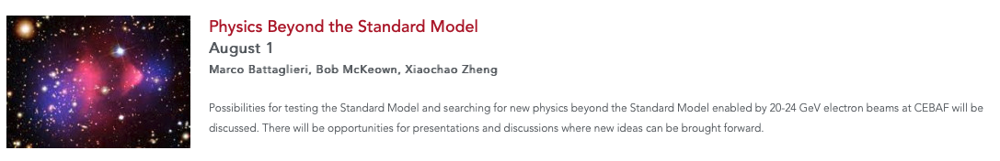 Physics Beyond the Standard Model
August 1
Marco Battaglieri, Bob McKeown, Xiaochao Zheng
Possibilities for testing the Standard Model and searching for new physics beyond the Standard Model enabled by 20-24 GeV electron beams at CEBAF will be
discussed. There will be opportunities for presentations and discussions where new ideas can be brought forward.